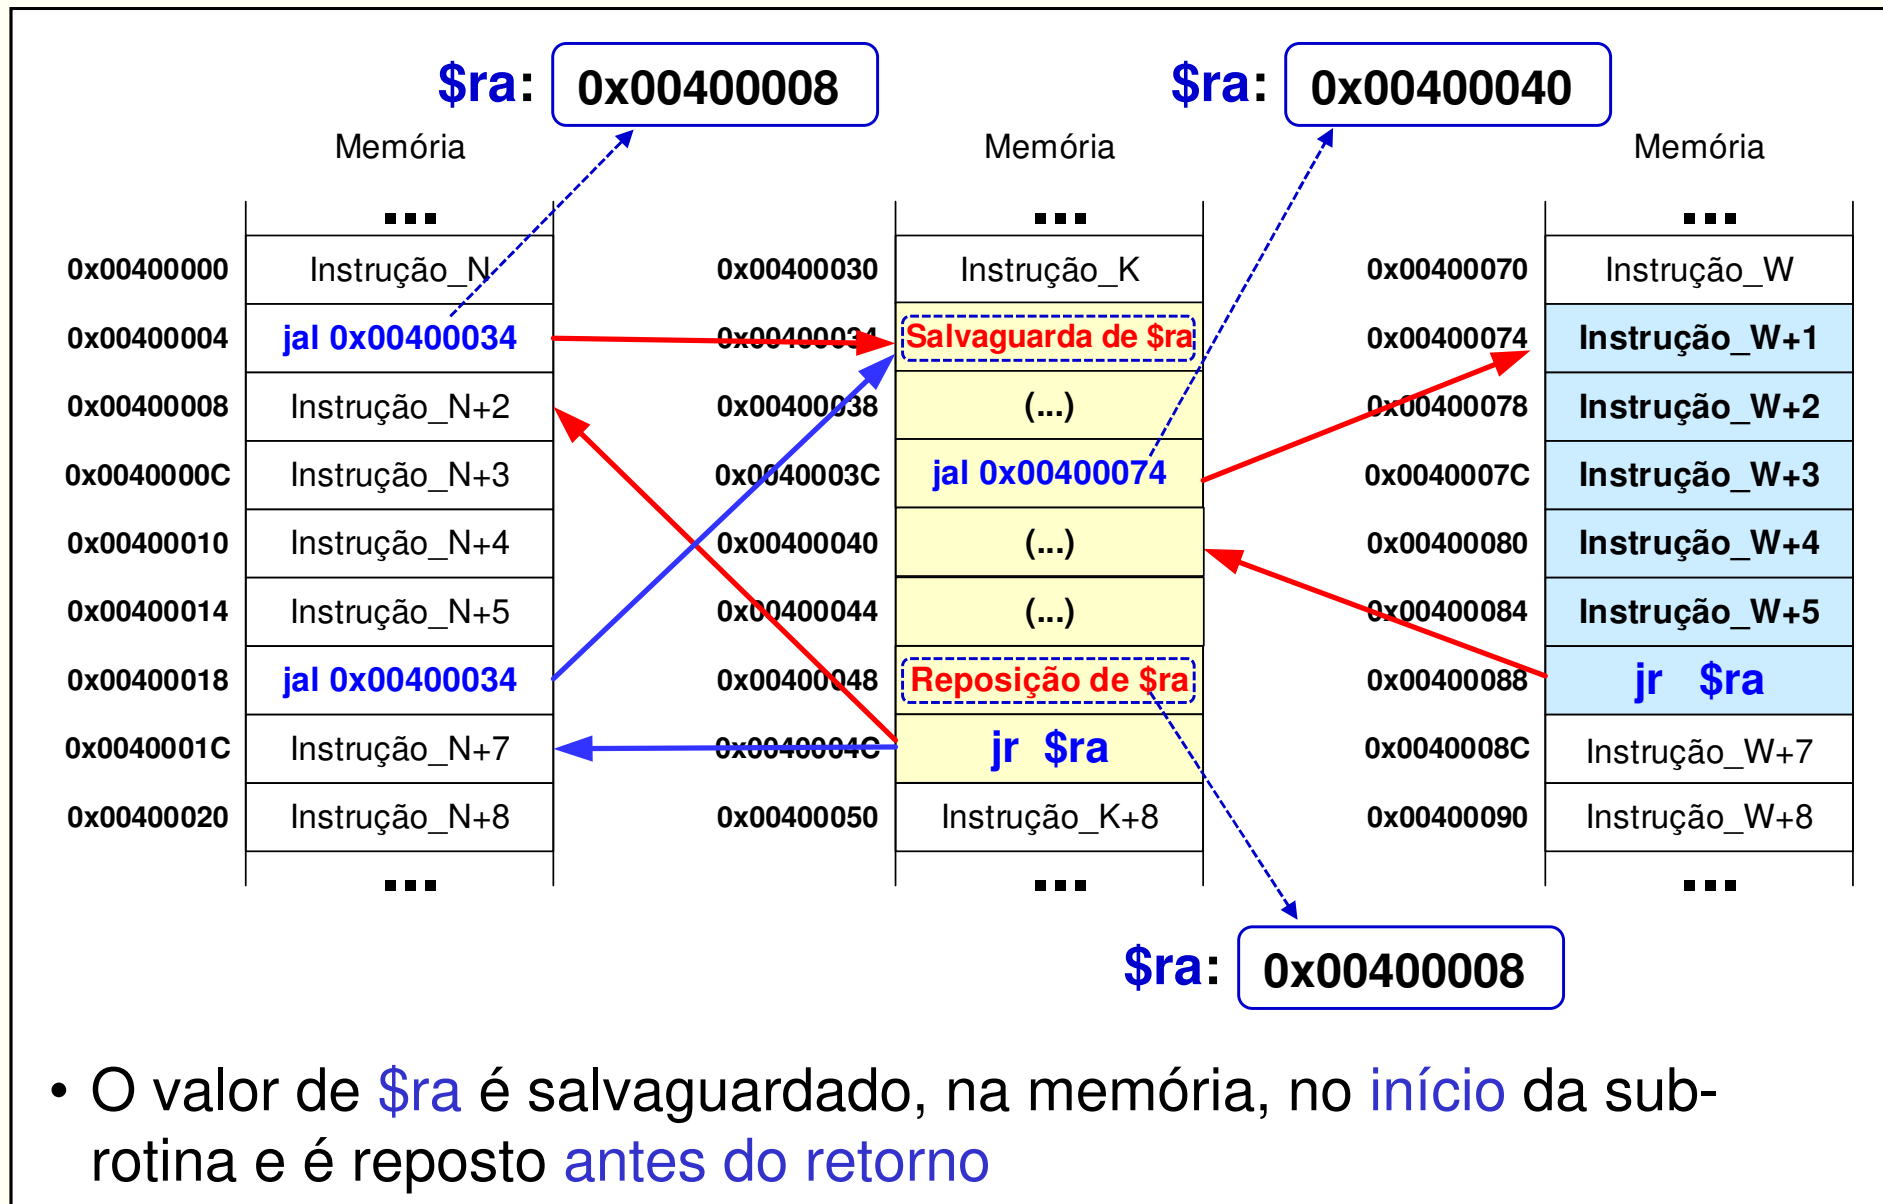 $ra: 0x00400008
$ra: 0x00400040
Memória
Memória
Memória
...
...
...
0x00400000 Instrução_N
0x00400030 Instrução_K
0x00400070 Instrução_W
0x00400004 jal 0x00400034
0x00400034 Salvaguarda de $ra
0x00400074 Instrução_W+1
0x00400008 Instrução_N+2
0x00400038 (...)
0x00400078 Instrução_W+2
0x0040000C Instrução_N+3
0x0040003C jal 0x00400074
0x0040007C Instrução_W+3
0x00400010 Instrução_N+4
0x00400040 (...)
0x00400080 Instrução_W+4
0x00400014 Instrução_N+5
0x00400044 (...)
0x00400084 Instrução_W+5
0x00400018 jal 0x00400034
0x00400048 Reposição de $ra
0x00400088 jr $ra
0x0040001C Instrução_N+7
0x0040004C jr $ra
0x0040008C Instrução_W+7
0x00400020 Instrução_N+8
0x00400050 Instrução_K+8
0x00400090 Instrução_W+8
...
...
...
$ra: 0x00400008
• O valor de $ra é salvaguardado, na memória, no início da sub-
rotina e é reposto antes do retorno